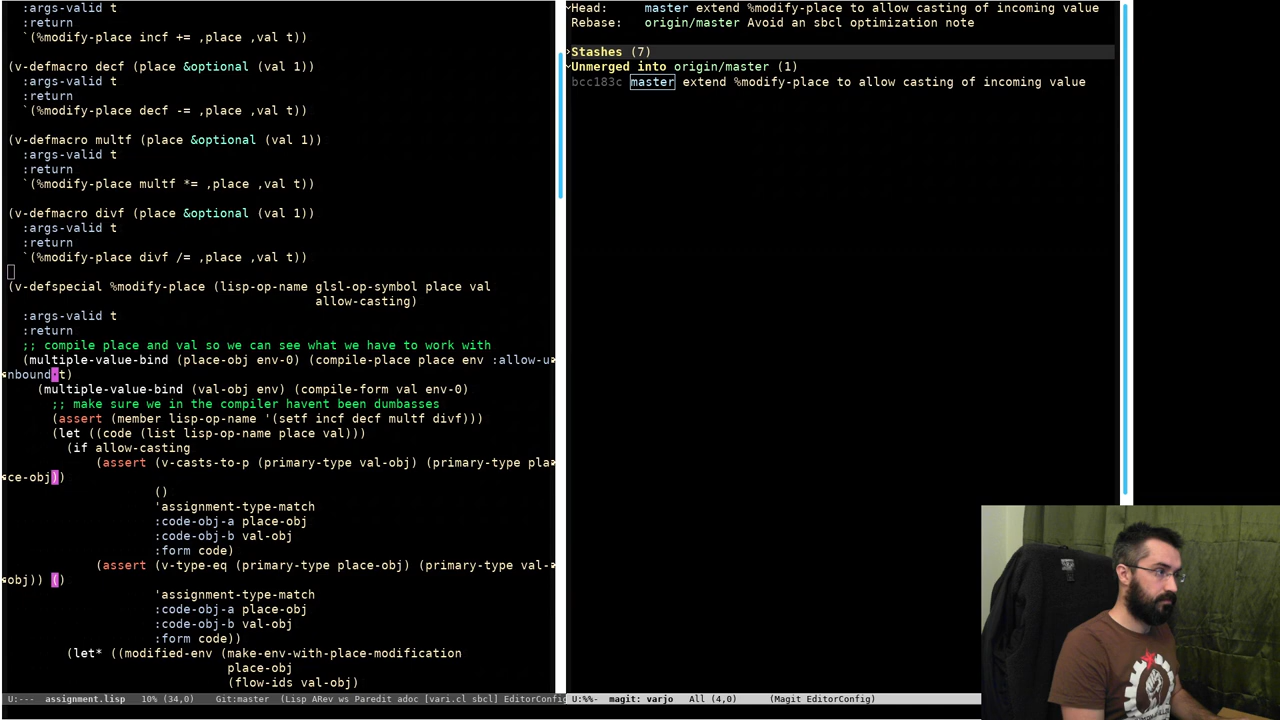 :args-valid t
:return
`(%modify-place incf += ,place ,val t))
(v-defmacro decf (place &optional (val 1))
:args-valid t
:return
`(%modify-place decf -= ,place ,val t))
(v-defmacro multf (place &optional (val 1))
:args-valid t
:return
`(%modify-place multf *= ,place ,val t))
(v-defmacro divf (place &optional (val 1))
:args-valid t
:return
`(%modify-place divf /= ,place ,val t))
(v-defspecial %modify-place (lisp-op-name glsl-op-symbol place val
allow-casting)
:args-valid t
:return
;; compile place and val so we can see what we have to work with
(multiple-value-bind (place-obj env-0) (compile-place place env :allow-u
nbound t)
(multiple-value-bind (val-obj env) (compile-form val env-0)
;; make sure we in the compiler havent been dumbasses
(assert (member lisp-op-name '(setf incf decf multf divf)))
(let ((code (list lisp-op-name place val)))
(if allow-casting
(assert (v-casts-to-p (primary-type val-obj) (primary-type pla
ce-obj))
()
'assignment-type-match
:code-obj-a place-obj
:code-obj-b val-obj
:form code)
(assert (v-type-eq (primary-type place-obj) (primary-type val-
obj)) ()
'assignment-type-match
:code-obj-a place-obj
:code-obj-b val-obj
:form code))
(let* ((modified-env (make-env-with-place-modification
place-obj
(flow-ids val-obj)
U:--- assignment.lisp 10% (34,0) Git:master (Lisp ARev ws Paredit adoc [vari.cl sbcl] EditorConfi
Head: master extend %modify-place to allow casting of incoming value
Rebase: origin/master Avoid an sbcl optimization note
Stashes (7)
Unmerged into origin/master (1)
bcc183c master extend %modify-place to allow casting of incoming value
U:%%- magit: varjo All (4,0) (Magit EditorConfig)